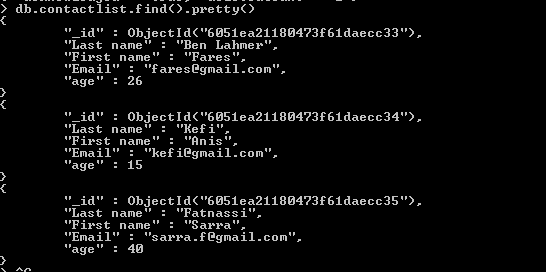 > db.contactlist.find().pretty()
{
"_id" : ObjectId("6051ea21180473f61daecc33"),
"Last name" : "Ben Lahmer",
"First name" : "Fares",
"Email" : "fares@gmail.com",
"age" : 26
}
{
"_id" : ObjectId("6051ea21180473f61daecc34"),
"Last name" : "Kefi",
"First name" : "Anis",
"Email" : "kefi@gmail.com",
"age" : 15
}
{
"_id" : ObjectId("6051ea21180473f61daecc35"),
"Last name" : "Fatnassi",
"First name" : "Sarra",
"Email" : "sarra.f@gmail.com",
"age" : 40
}